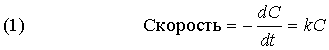 (1) Скорость = − dC/dt = kC